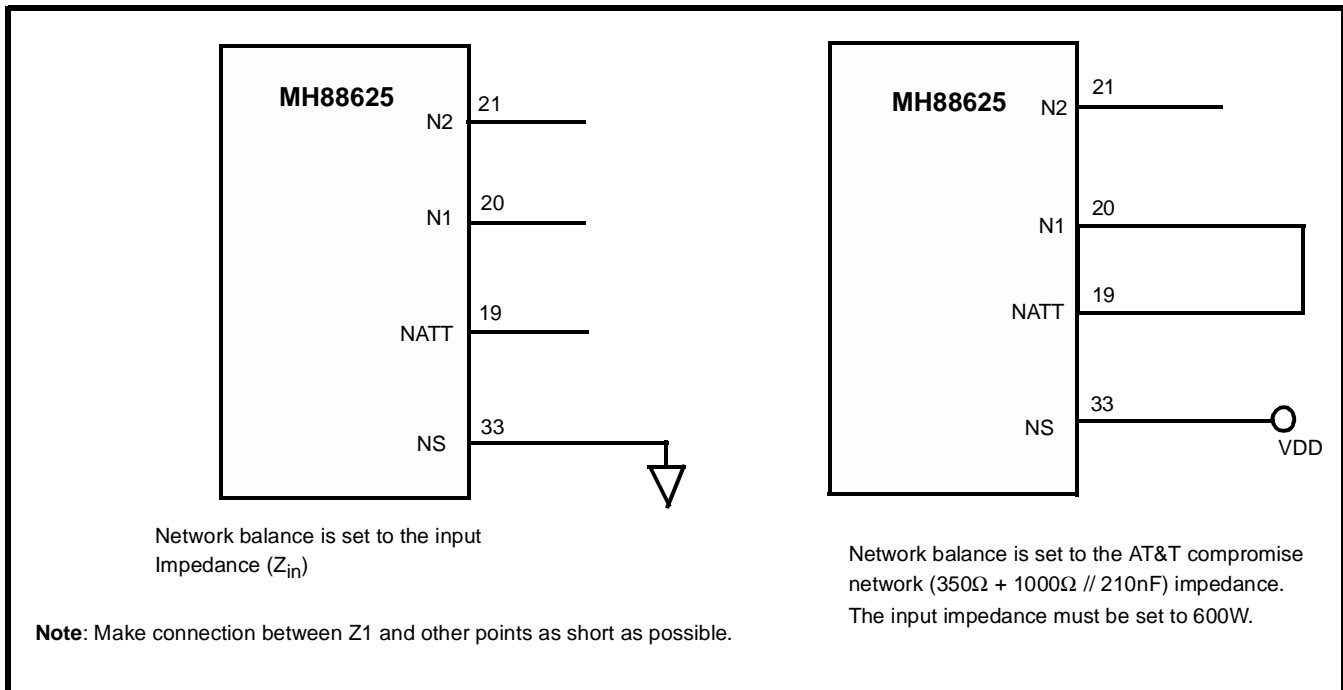 MH88625
N2
21
N1
20
NATT
19
NS
33
Network balance is set to the input
Impedance (Zin)
MH88625
N2
21
N1
20
NATT
19
NS
33
VDD
Network balance is set to the AT&T compromise
network (350Ω + 1000Ω // 210nF) impedance.
The input impedance must be set to 600W.
Note: Make connection between Z1 and other points as short as possible.